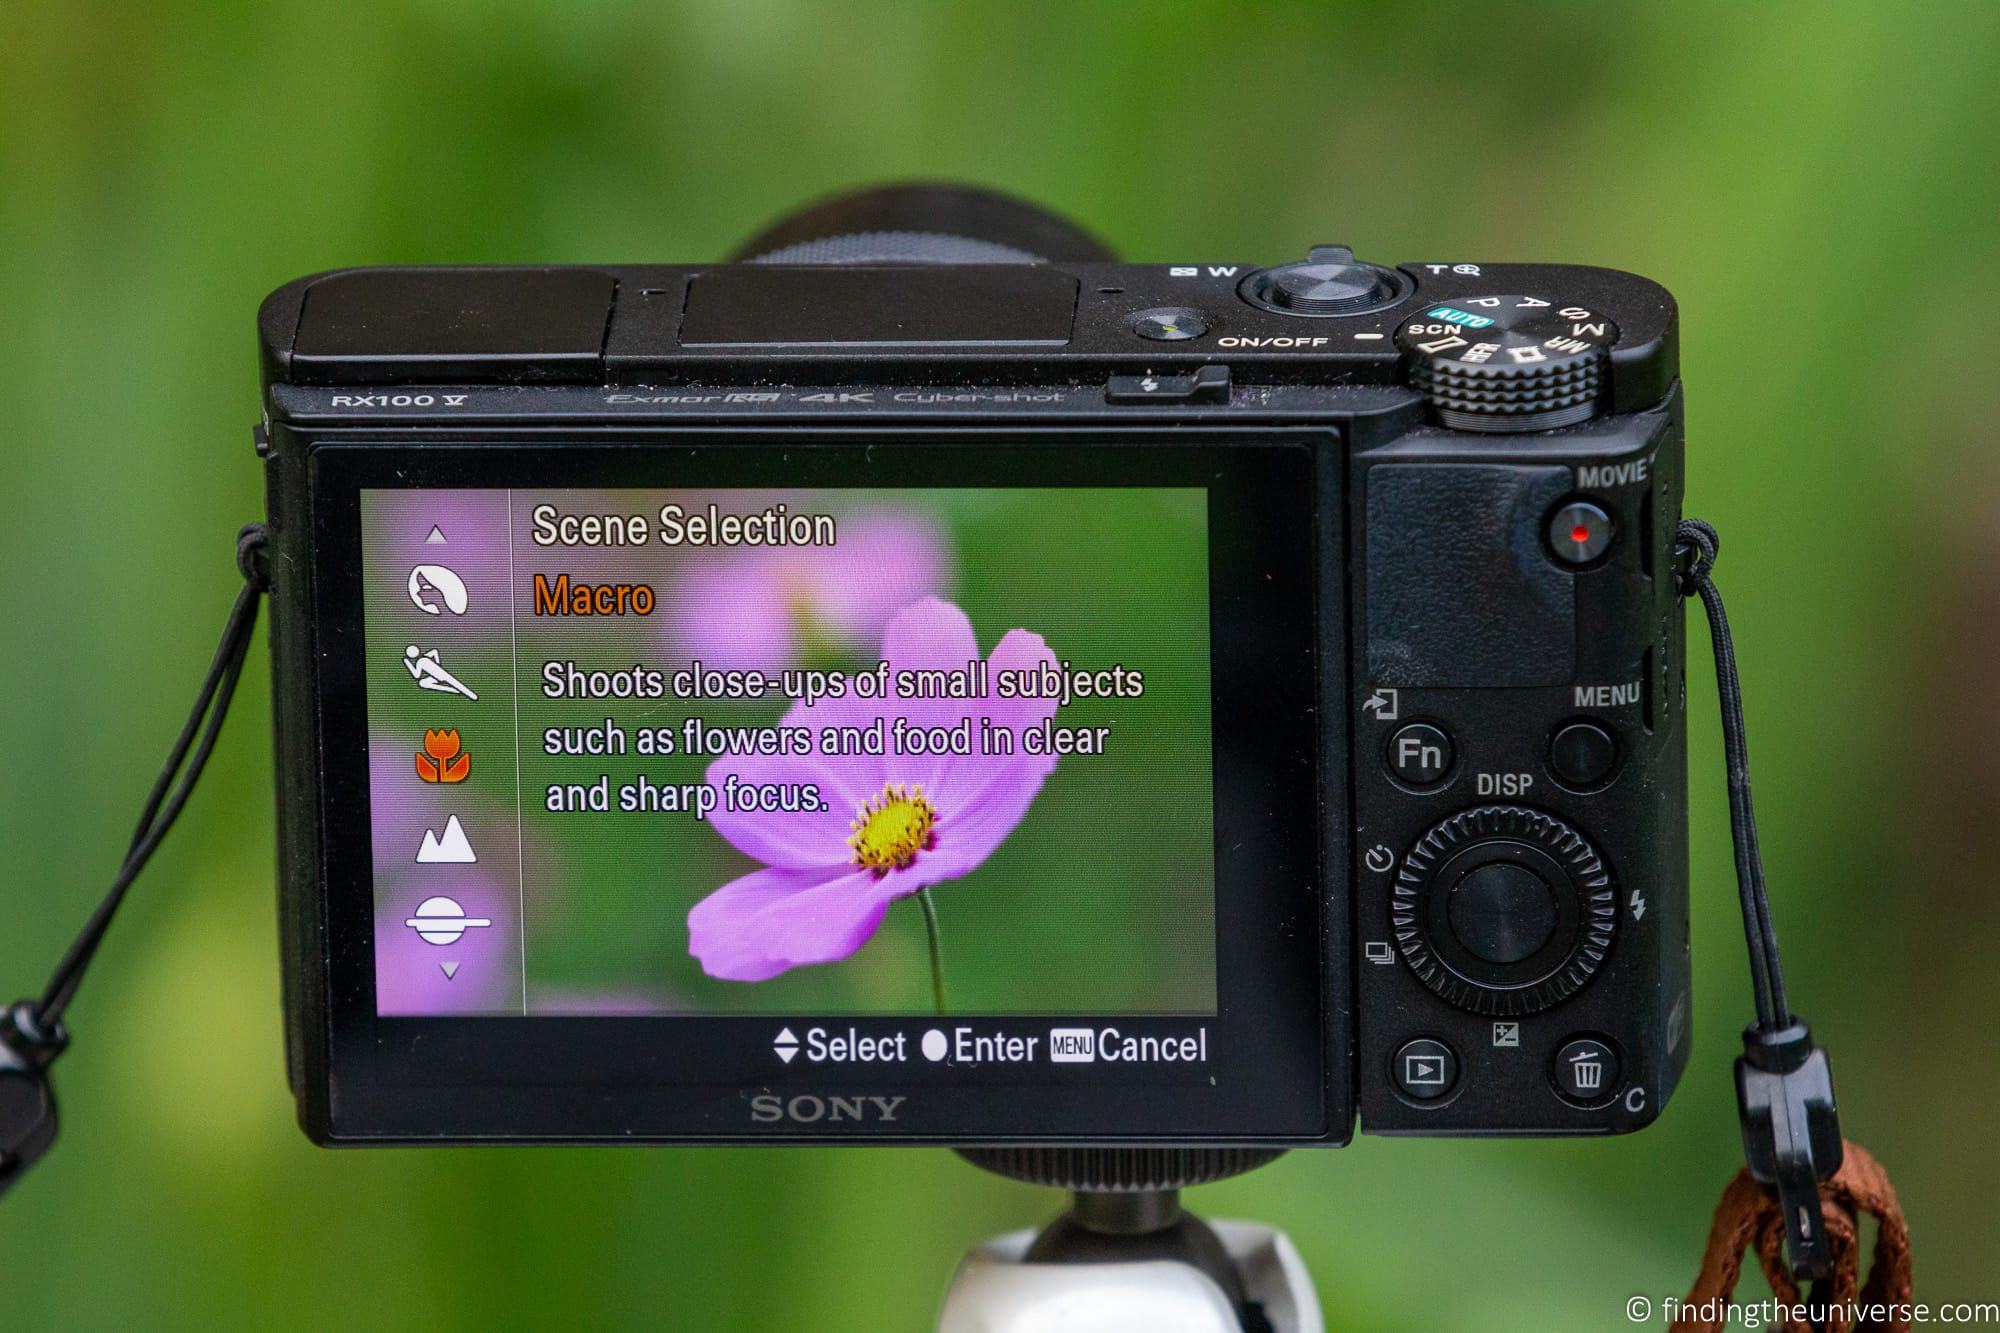 W T
ON/OFF
P A S M MR HFR SCN AUTO
RX100 V Exmor RS 4K Cyber-shot
MOVIE
Scene Selection
Macro
Shoots close-ups of small subjects
such as flowers and food in clear
and sharp focus.
MENU
Fn
DISP
Select Enter MENU Cancel
C
SONY
© findingtheuniverse.com